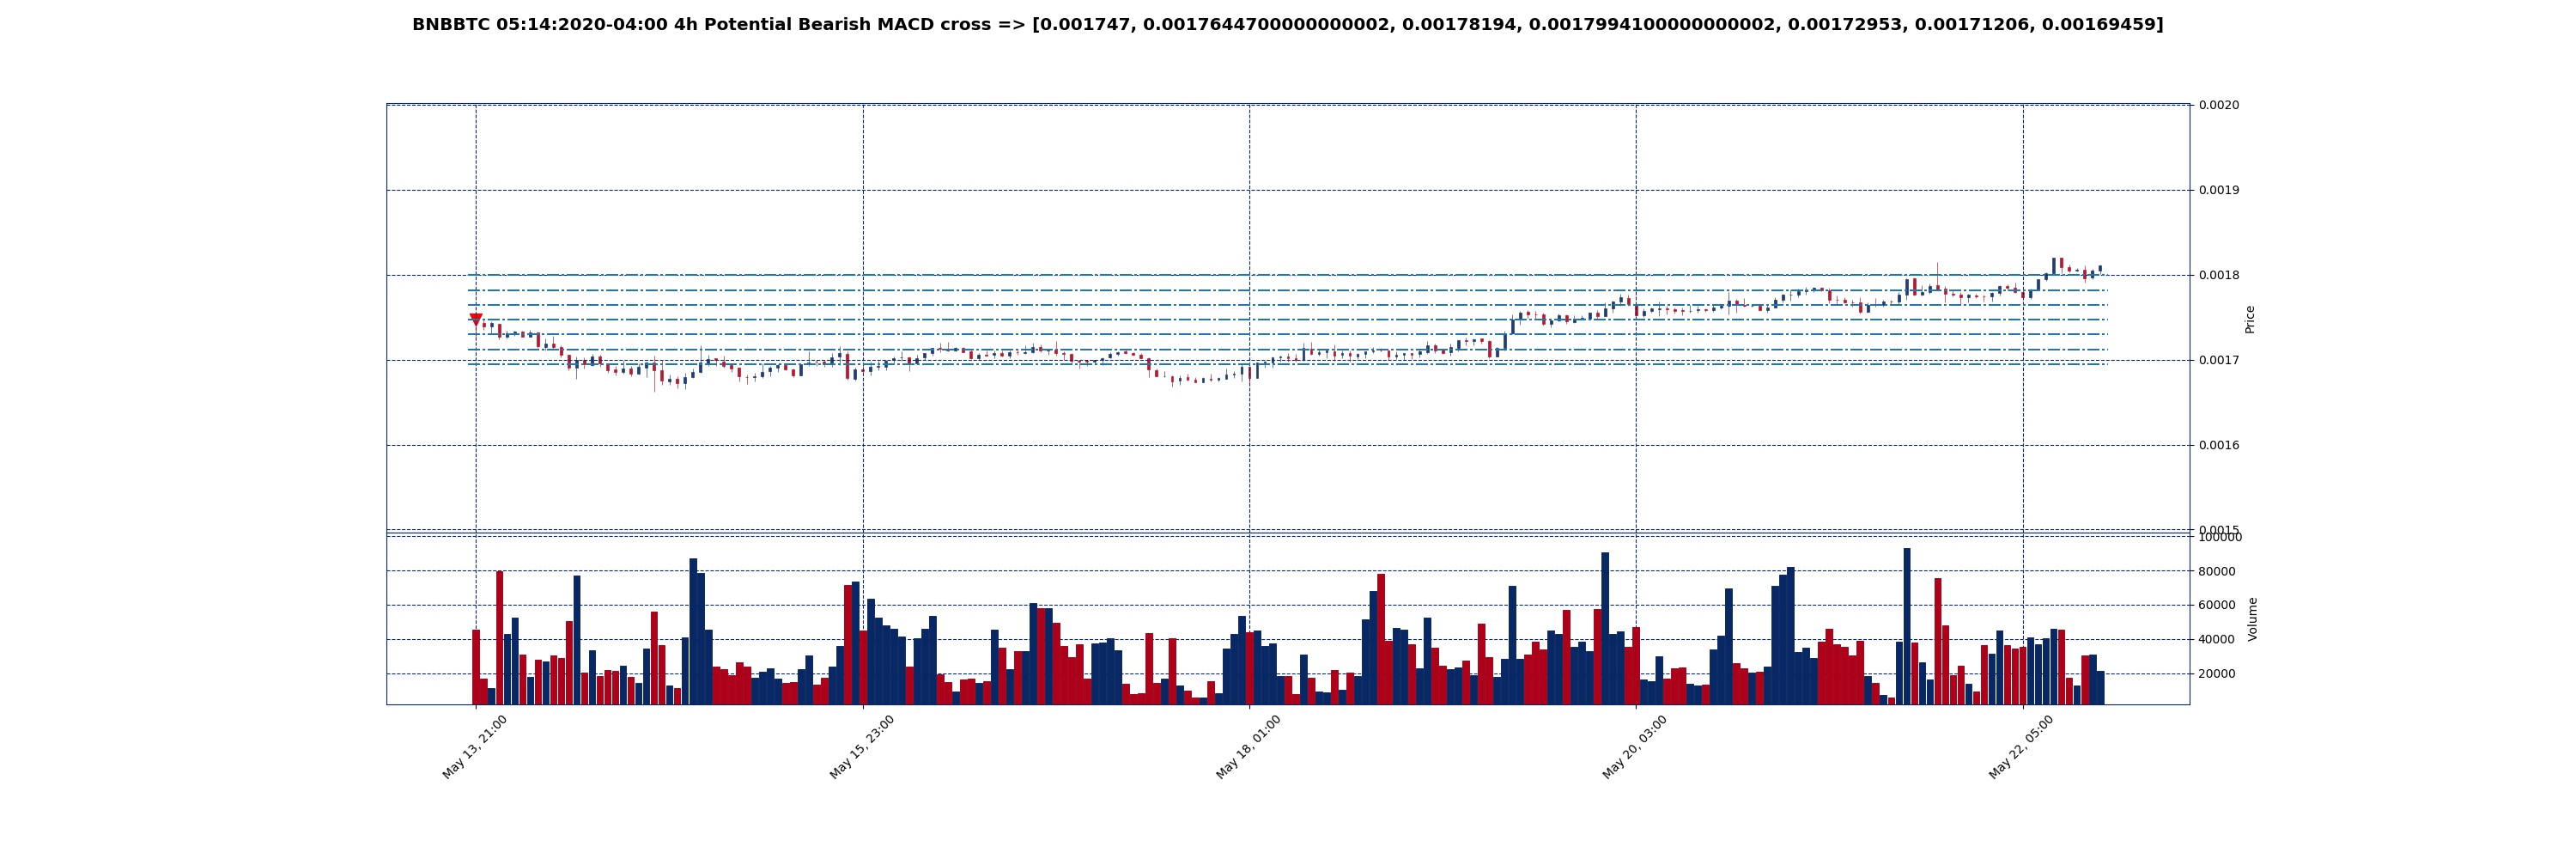 BNBBTC 05:14:2020-04:00 4h Potential Bearish MACD cross => [0.001747, 0.0017644700000000002, 0.00178194, 0.0017994100000000002, 0.00172953, 0.00171206, 0.00169459]
0.0020
0.0019
0.0018
0.0017
0.0016
0.0015
Price
100000
80000
60000
40000
20000
Volume
May 13, 21:00
May 15, 23:00
May 18, 01:00
May 20, 03:00
May 22, 05:00